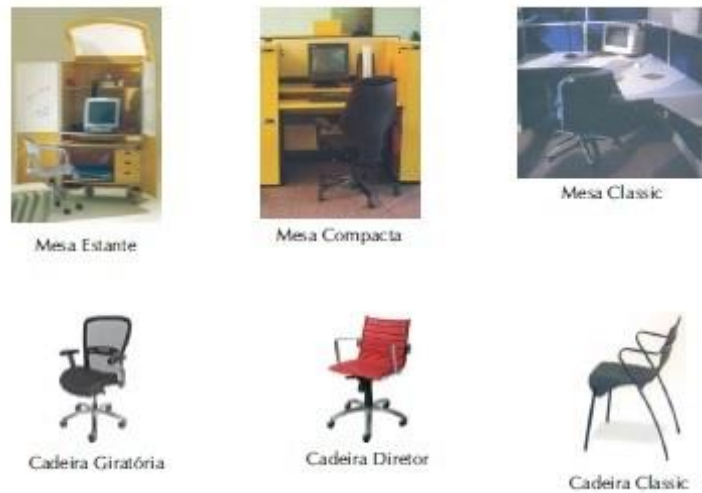 Mesa Estante
Mesa Compacta
Mesa Classic
Cadeira Giratória
Cadeira Diretor
Cadeira Classic